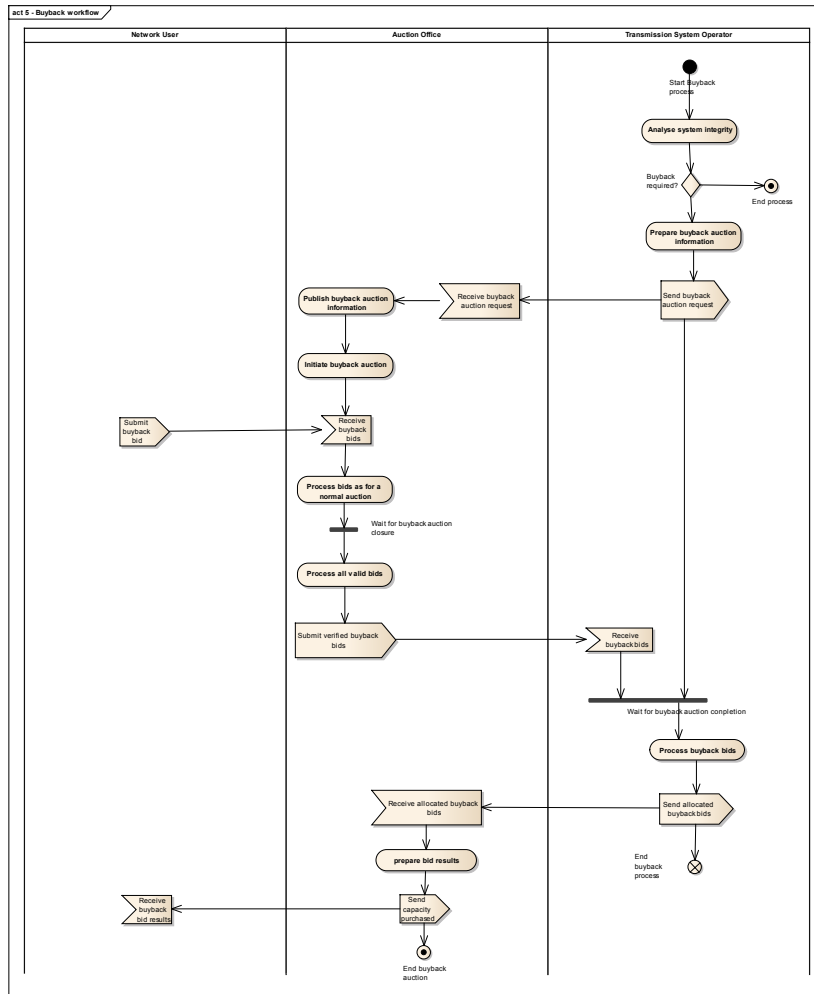 act 5 - Buyback workflow
Network User
Auction Office
Transmission System Operator
Start Buyback
process
Analyse system integrity
Buyback
required?
End process
Prepare buyback auction
information
Send buyback
auction request
Receive buyback
auction request
Publish buyback auction
information
Initiate buyback auction
Submit
buyback
bid
Receive
buyback
bids
Process bids as for a
normal auction
Wait for buyback auction
closure
Process all valid bids
Submit verified buyback
bids
Receive
buyback bids
Wait for buyback auction conpletion
Process buyback bids
Send allocated
buyback bids
Receive allocated buyback
bids
End
buyback
process
prepare bid results
Send
capacity
purchased
Receive
buyback
bid results
End buyback
auction